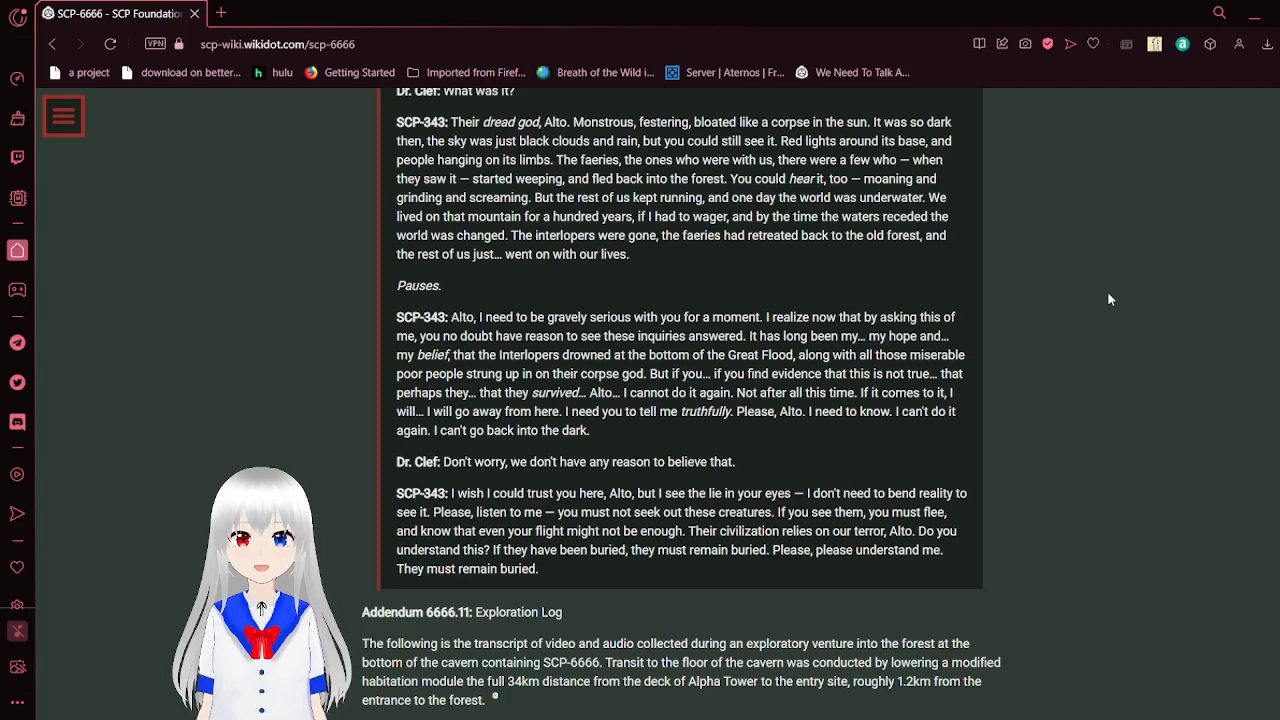 SCP-6666 - SCP Foundation
scp-wiki.wikidot.com/scp-6666
VPN
a project
download on better...
hulu
Getting Started
Imported from Firef...
Breath of the Wild i...
Server | Aternos | Fr...
We Need To Talk A...
Dr. Clef: What was it?
SCP-343: Their dread god, Alto. Monstrous, festering, bloated like a corpse in the sun. It was so dark
then, the sky was just black clouds and rain, but you could still see it. Red lights around its base, and
people hanging on its limbs. The faeries, the ones who were with us, there were a few who — when
they saw it — started weeping, and fled back into the forest. You could hear it, too — moaning and
grinding and screaming. But the rest of us kept running, and one day the world was underwater. We
lived on that mountain for a hundred years, if I had to wager, and by the time the waters receded the
world was changed. The interlopers were gone, the faeries had retreated back to the old forest, and
the rest of us just… went on with our lives.
Pauses.
SCP-343: Alto, I need to be gravely serious with you for a moment. I realize now that by asking this of
me, you no doubt have reason to see these inquiries answered. It has long been my… my hope and…
my belief, that the Interlopers drowned at the bottom of the Great Flood, along with all those miserable
poor people strung up in on their corpse god. But if you… if you find evidence that this is not true… that
perhaps they… that they survived… Alto… I cannot do it again. Not after all this time. If it comes to it, I
will… I will go away from here. I need you to tell me truthfully. Please, Alto. I need to know. I can't do it
again. I can't go back into the dark.
Dr. Clef: Don't worry, we don't have any reason to believe that.
SCP-343: I wish I could trust you here, Alto, but I see the lie in your eyes — I don't need to bend reality to
see it. Please, listen to me — you must not seek out these creatures. If you see them, you must flee,
and know that even your flight might not be enough. Their civilization relies on our terror, Alto. Do you
understand this? If they have been buried, they must remain buried. Please, please understand me.
They must remain buried.
Addendum 6666.11: Exploration Log
The following is the transcript of video and audio collected during an exploratory venture into the forest at the
bottom of the cavern containing SCP-6666. Transit to the floor of the cavern was conducted by lowering a modified
habitation module the full 34km distance from the deck of Alpha Tower to the entry site, roughly 1.2km from the
entrance to the forest.